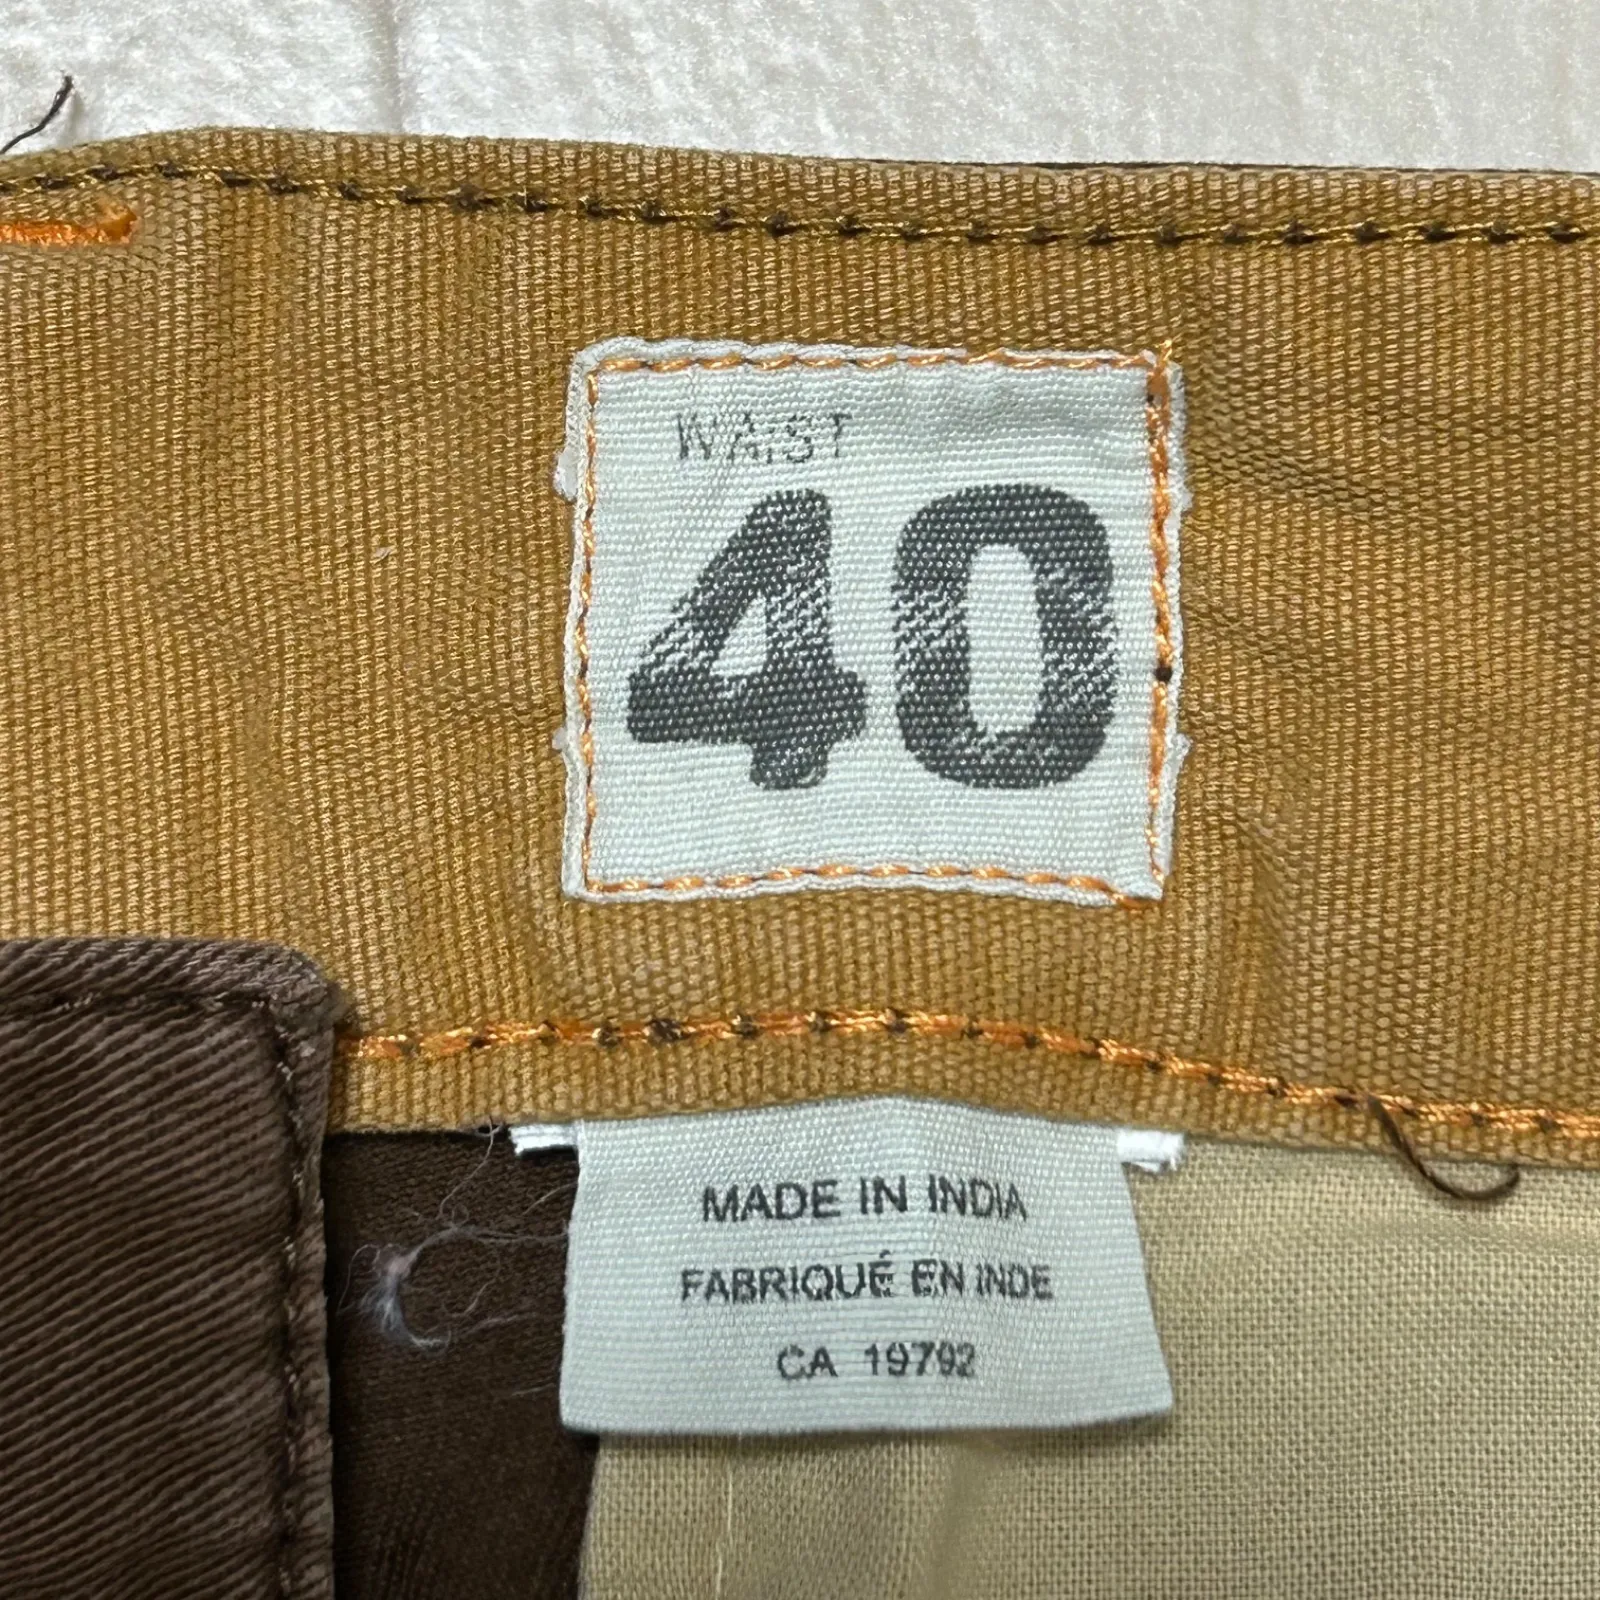 WAIST
40
MADE IN INDIA
FABRIQUÉ EN INDE
CA 19792